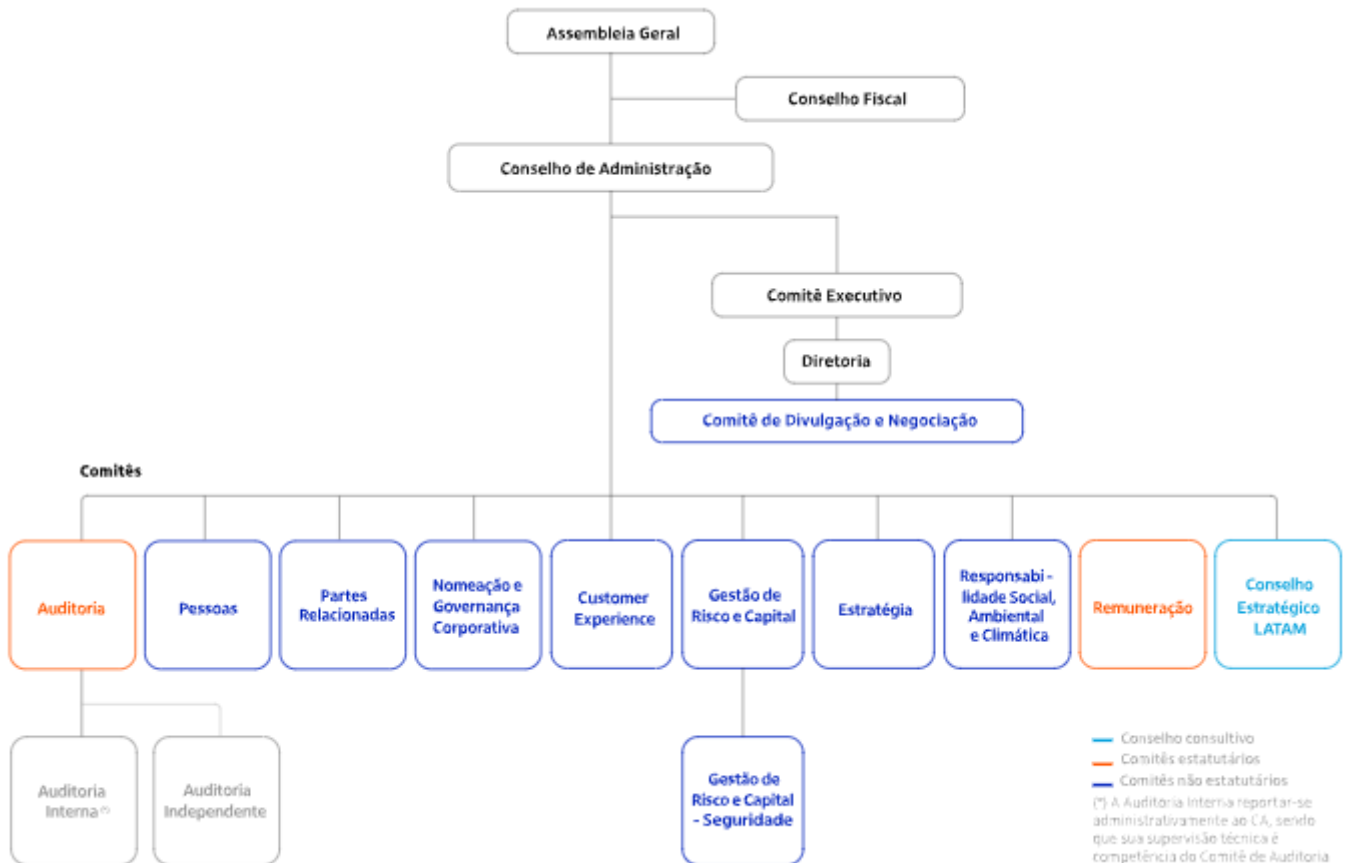 Assembleia Geral
Conselho Fiscal
Conselho de Administração
Comitê Executivo
Diretoria
Comitê de Divulgação e Negociação
Comitês
Auditoria
Pessoas
Partes
Relacionadas
Nomeação e
Governança
Corporativa
Customer
Experience
Gestão de
Risco e Capital
Estratégia
Responsabi -
lidade Social,
Ambiental
e Climática
Remuneração
Conselho
Estratégico
LATAM
Auditoria
Interna (*)
Auditoria
Independente
Gestão de
Risco e Capital
- Seguridade
Conselho consultivo
Comitês estatutários
Comitês não estatutários
(*) A Auditoria Interna reportar-se
administrativamente ao CA, sendo
que sua supervisão técnica é
competência do Comitê de Auditoria